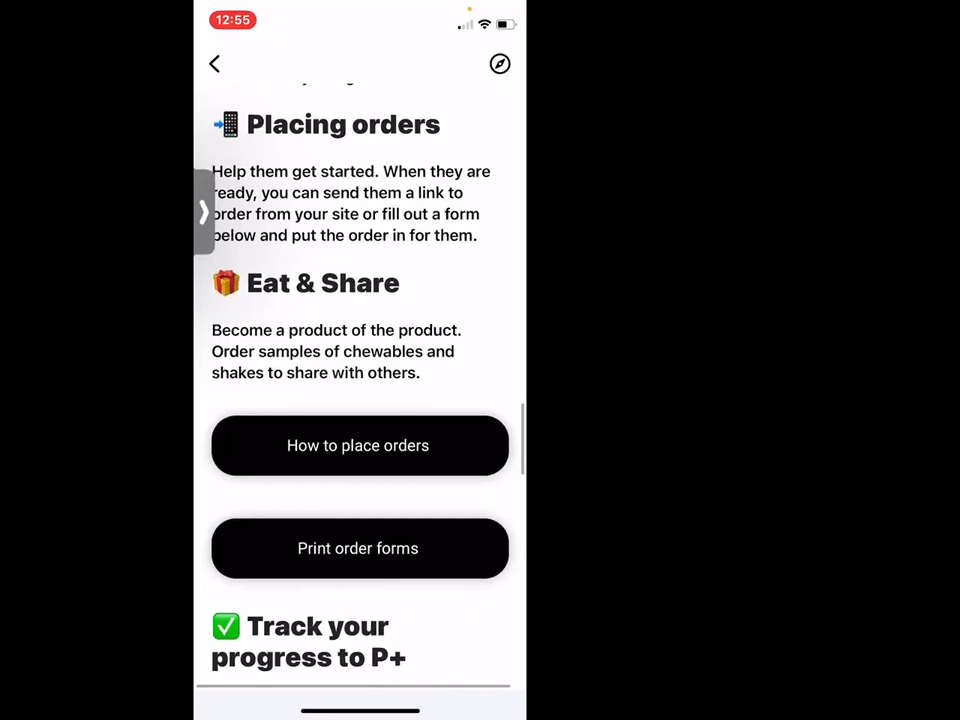 12:55
Placing orders
Help them get started. When they are
ready, you can send them a link to
order from your site or fill out a form
below and put the order in for them.
Eat & Share
Become a product of the product.
Order samples of chewables and
shakes to share with others.
How to place orders
Print order forms
Track your
progress to P+